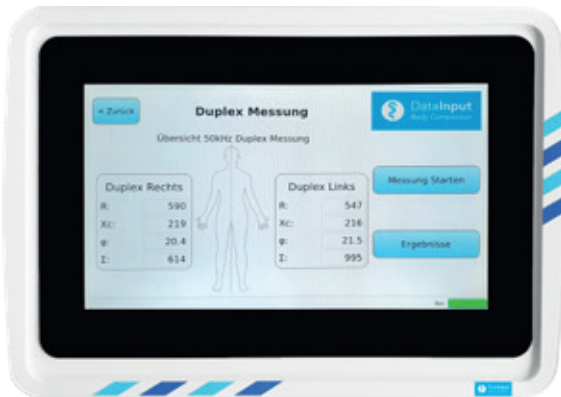 < Zurück
Duplex Messung
DataInput
Body Composition
Übersicht 50kHz Duplex Messung
Duplex Rechts
R: 590
Xc: 219
φ: 20.4
Σ: 614
Duplex Links
R: 547
Xc: 216
φ: 21.5
Σ: 995
Messung Starten
Ergebnisse